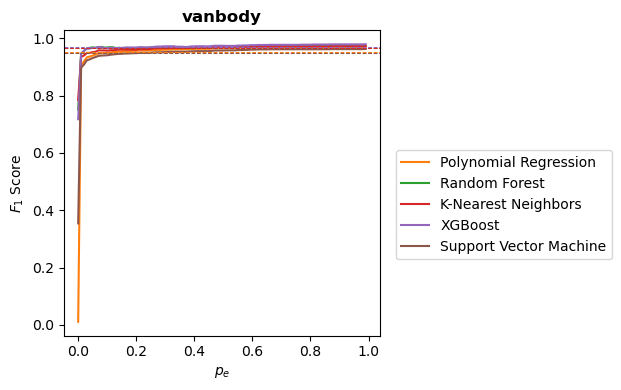 vanbody
1.0
0.8
0.6
0.4
0.2
0.0
F₁ Score
0.0 0.2 0.4 0.6 0.8 1.0
pₑ
Polynomial Regression
Random Forest
K-Nearest Neighbors
XGBoost
Support Vector Machine